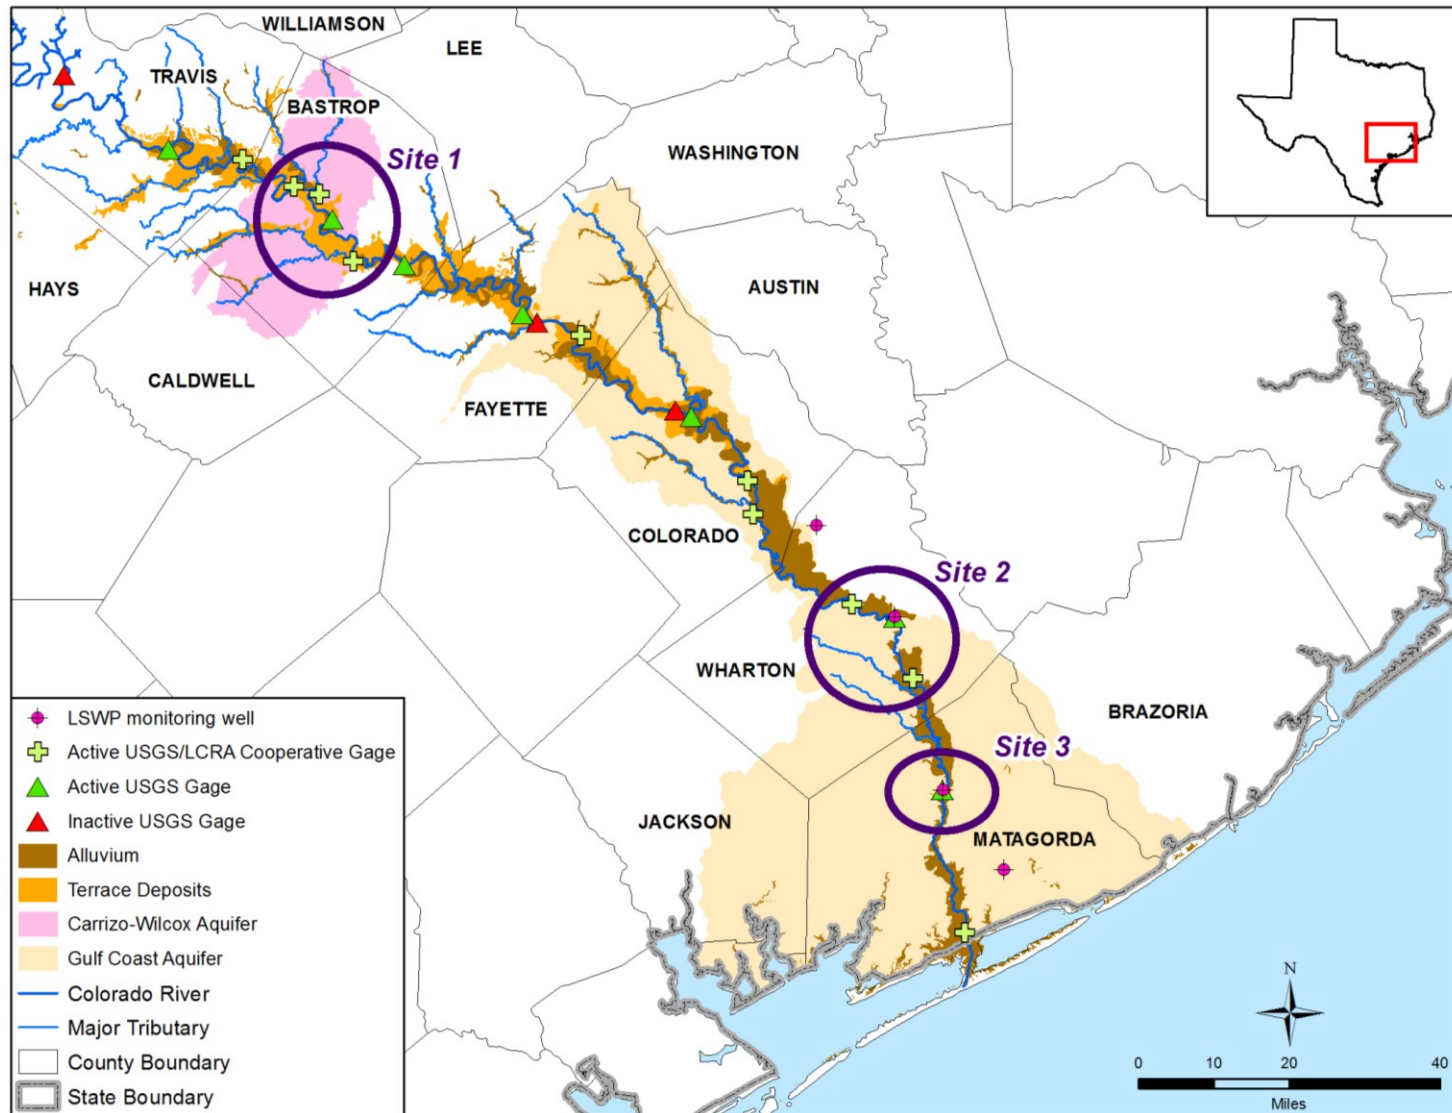 WILLIAMSON
LEE
TRAVIS
BASTROP
Site 1
WASHINGTON
HAYS
AUSTIN
CALDWELL
FAYETTE
COLORADO
Site 2
WHARTON
BRAZORIA
Site 3
JACKSON
MATAGORDA
LSWP monitoring well
Active USGS/LCRA Cooperative Gage
Active USGS Gage
Inactive USGS Gage
Alluvium
Terrace Deposits
Carrizo-Wilcox Aquifer
Gulf Coast Aquifer
Colorado River
Major Tributary
County Boundary
State Boundary
N
0 10 20 40
Miles